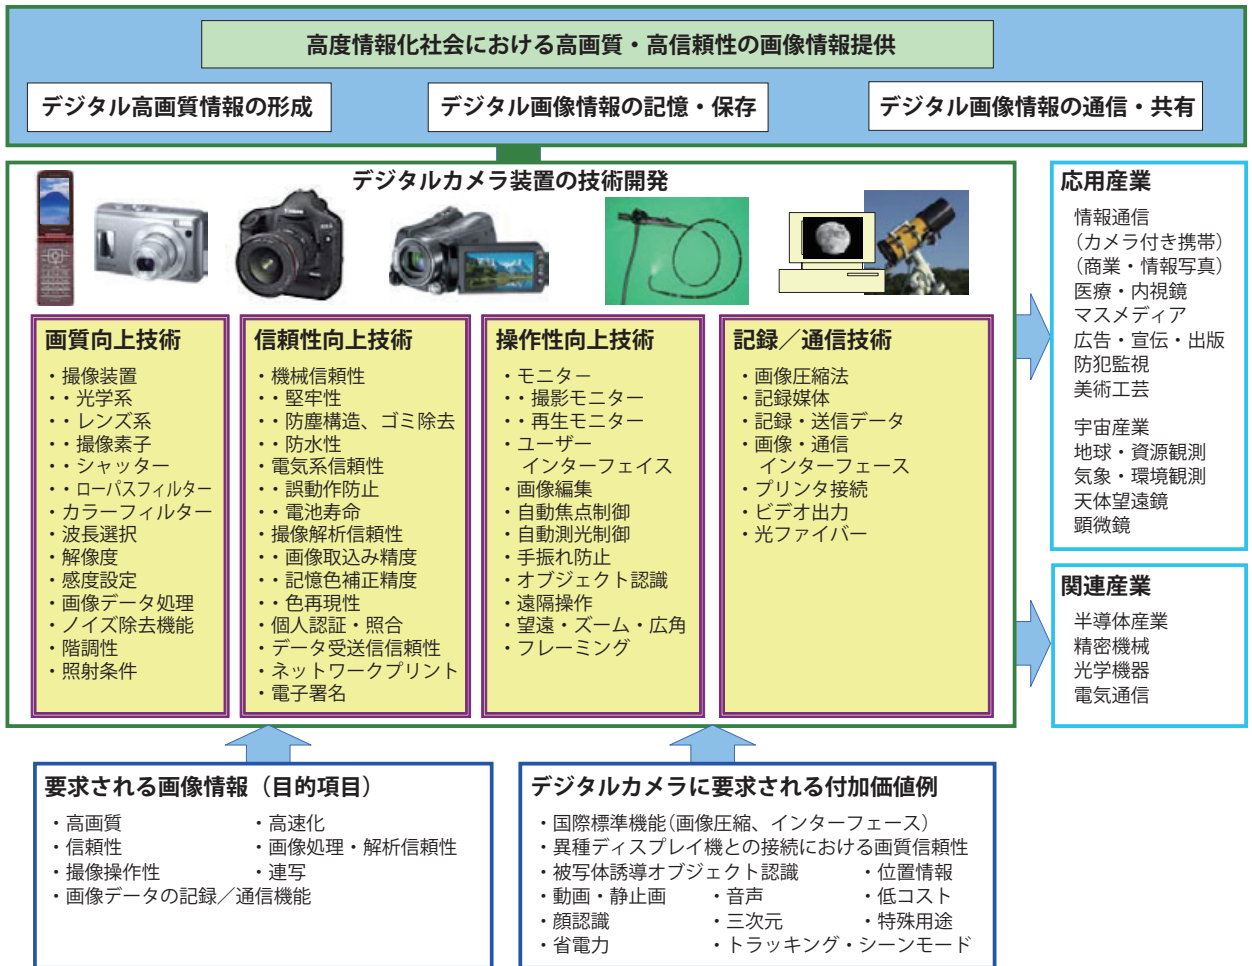 高度情報化社会における高画質・高信頼性の画像情報提供
デジタル高画質情報の形成
デジタル画像情報の記憶・保存
デジタル画像情報の通信・共有
デジタルカメラ装置の技術開発
Canon
画質向上技術
・撮像装置
・・光学系
・・レンズ系
・・撮像素子
・・シャッター
・・ローパスフィルター
・カラーフィルター
・波長選択
・解像度
・感度設定
・画像データ処理
・ノイズ除去機能
・階調性
・照射条件
信頼性向上技術
・機械信頼性
・・堅牢性
・・防塵構造、ゴミ除去
・・防水性
・電気系信頼性
・・誤動作防止
・・電池寿命
・撮像解析信頼性
・・画像取込み精度
・・記憶色補正精度
・・色再現性
・個人認証・照合
・データ受送信信頼性
・ネットワークプリント
・電子署名
操作性向上技術
・モニター
・・撮影モニター
・・再生モニター
・ユーザー
インターフェイス
・画像編集
・自動焦点制御
・自動測光制御
・手振れ防止
・オブジェクト認識
・遠隔操作
・望遠・ズーム・広角
・フレーミング
記録／通信技術
・画像圧縮法
・記録媒体
・記録・送信データ
・画像・通信
インターフェース
・プリンタ接続
・ビデオ出力
・光ファイバー
応用産業
情報通信
（カメラ付き携帯）
（商業・情報写真）
医療・内視鏡
マスメディア
広告・宣伝・出版
防犯監視
美術工芸
宇宙産業
地球・資源観測
気象・環境観測
天体望遠鏡
顕微鏡
関連産業
半導体産業
精密機械
光学機器
電気通信
要求される画像情報（目的項目）
・高画質 ・高速化
・信頼性 ・画像処理・解析信頼性
・撮像操作性 ・連写
・画像データの記録／通信機能
デジタルカメラに要求される付加価値例
・国際標準機能（画像圧縮、インターフェース）
・異種ディスプレイ機との接続における画質信頼性
・被写体誘導オブジェクト認識 ・位置情報
・動画・静止画 ・音声 ・低コスト
・顔認識 ・三次元 ・特殊用途
・省電力 ・トラッキング・シーンモード